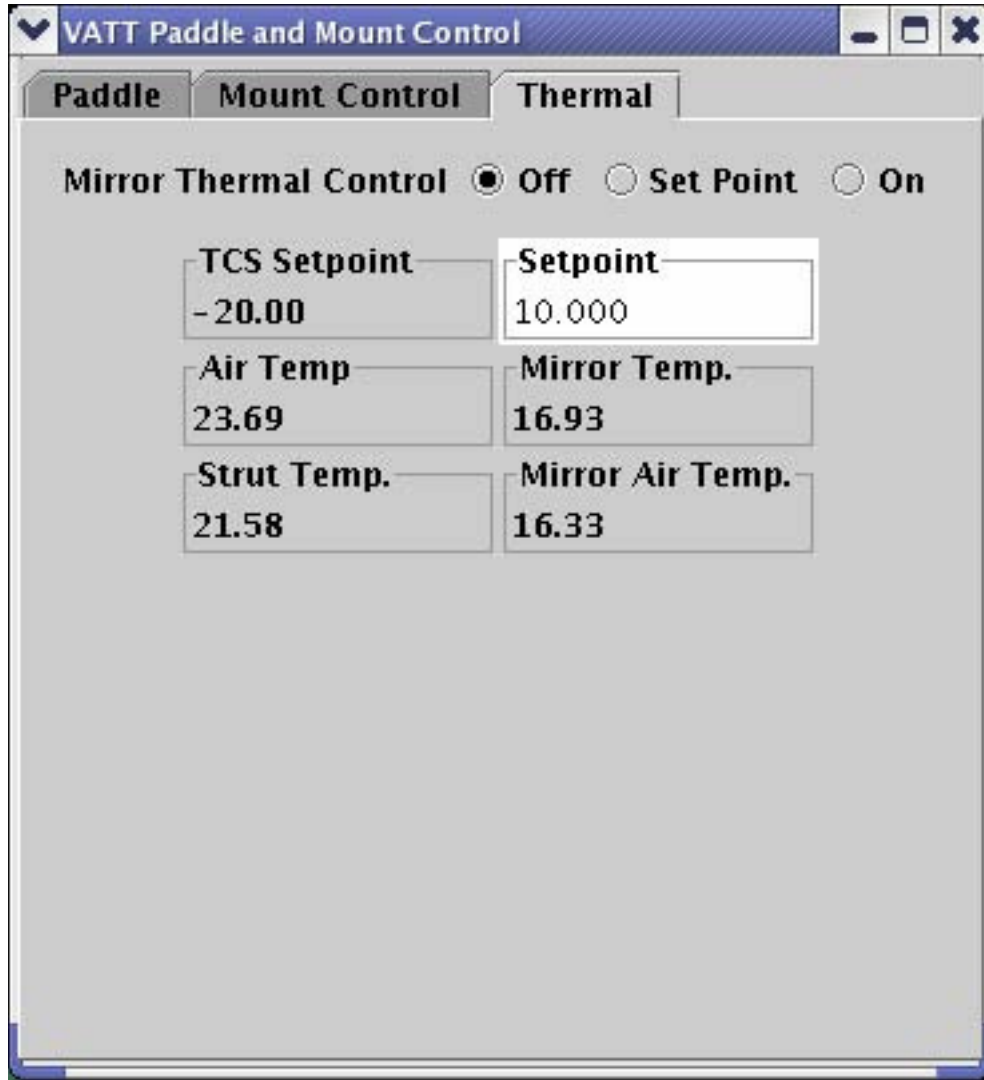 VATT Paddle and Mount Control
Paddle Mount Control Thermal
Mirror Thermal Control Off Set Point On
TCS Setpoint Setpoint
-20.00 10.000
Air Temp Mirror Temp.
23.69 16.93
Strut Temp. Mirror Air Temp.
21.58 16.33